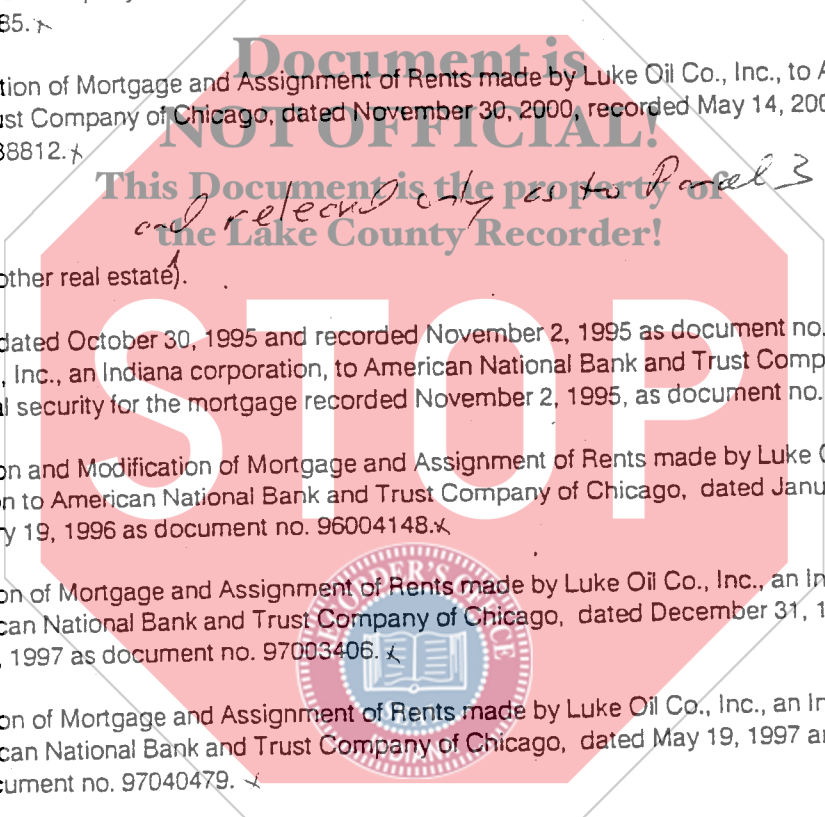 85.
Document is
tion of Mortgage and Assignment of Rents made by Luke Oil Co., Inc., to A
ust Company of Chicago, dated November 30, 2000, recorded May 14, 200
NOT OFFICIAL!
38812.
This Document is the property of
and released only as to Parcel 3
the Lake County Recorder!
other real estate).
dated October 30, 1995 and recorded November 2, 1995 as document no.
, Inc., an Indiana corporation, to American National Bank and Trust Comp
al security for the mortgage recorded November 2, 1995, as document no.
STOP
on and Modification of Mortgage and Assignment of Rents made by Luke O
n to American National Bank and Trust Company of Chicago, dated Janu
y 19, 1996 as document no. 96004148.
RECORDER'S OFFICE
on of Mortgage and Assignment of Rents made by Luke Oil Co., Inc., an In
can National Bank and Trust Company of Chicago, dated December 31, 1
, 1997 as document no. 97003406.
on of Mortgage and Assignment of Rents made by Luke Oil Co., Inc., an In
can National Bank and Trust Company of Chicago, dated May 19, 1997 a
cument no. 97040479.